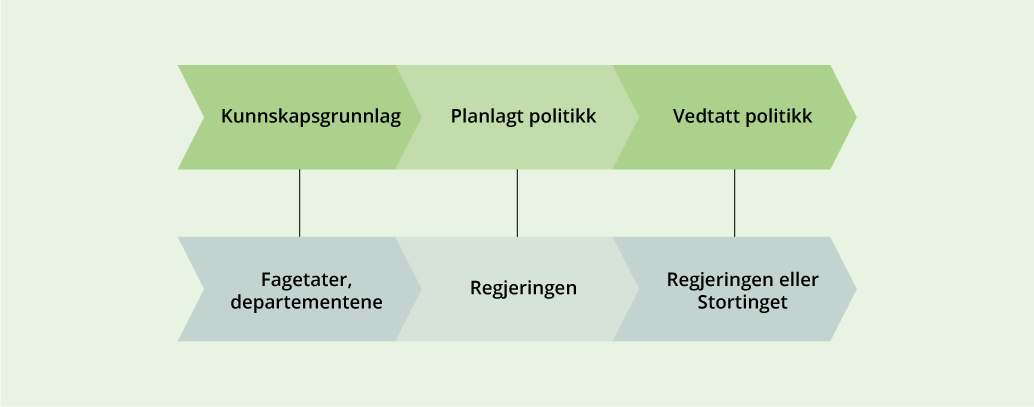 Kunnskapsgrunnlag
Planlagt politikk
Vedtatt politikk
Fagetater,
departementene
Regjeringen
Regjeringen eller
Stortinget